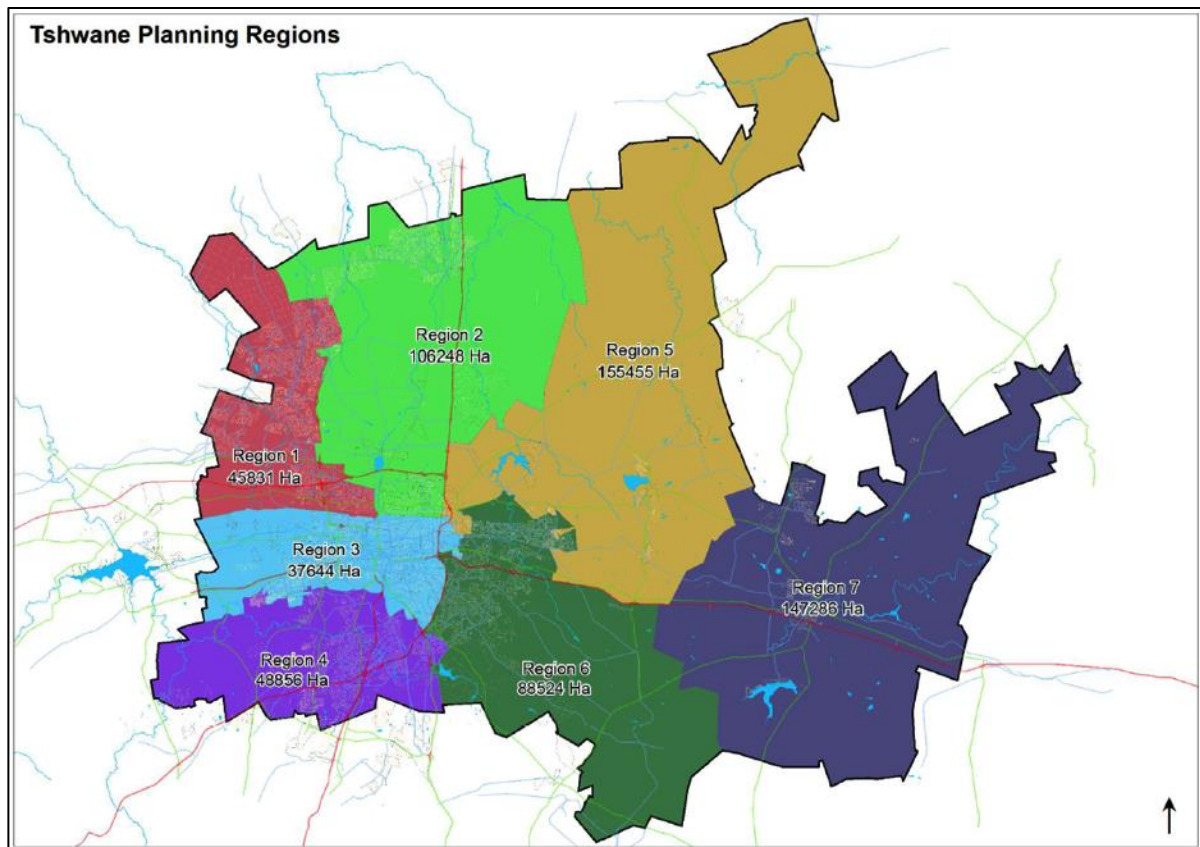 Tshwane Planning Regions
Region 2
106248 Ha
Region 5
155455 Ha
Region 1
45831 Ha
Region 3
37644 Ha
Region 7
147286 Ha
Region 4
48856 Ha
Region 6
88524 Ha